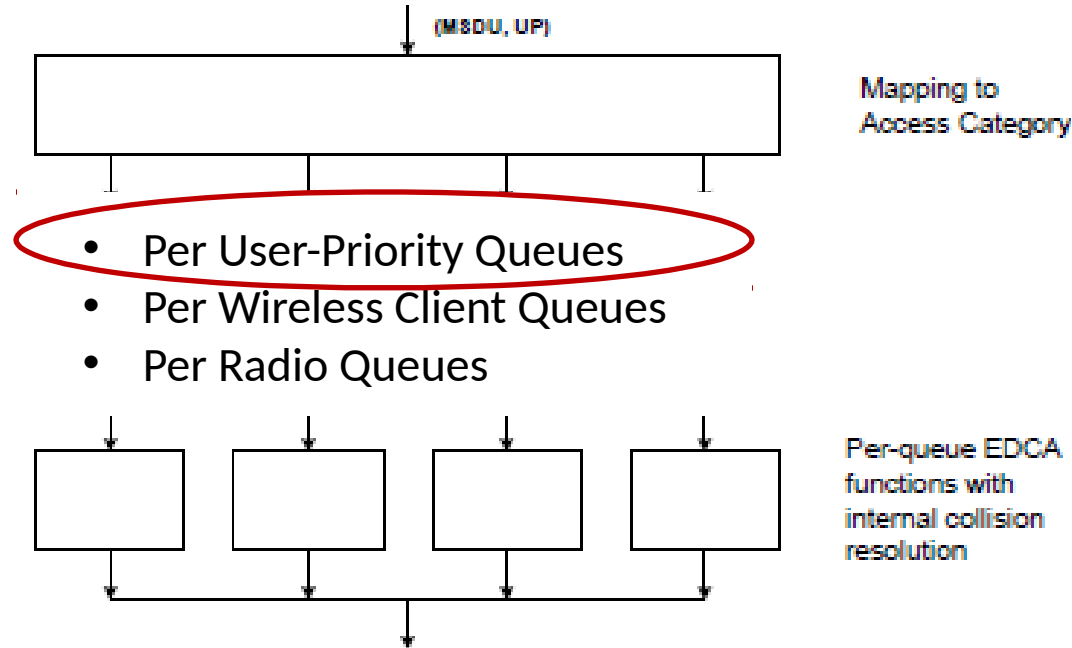 (MSDU, UP)
Mapping to
Access Category
• Per User-Priority Queues
• Per Wireless Client Queues
• Per Radio Queues
Per-queue EDCA
functions with
internal collision
resolution